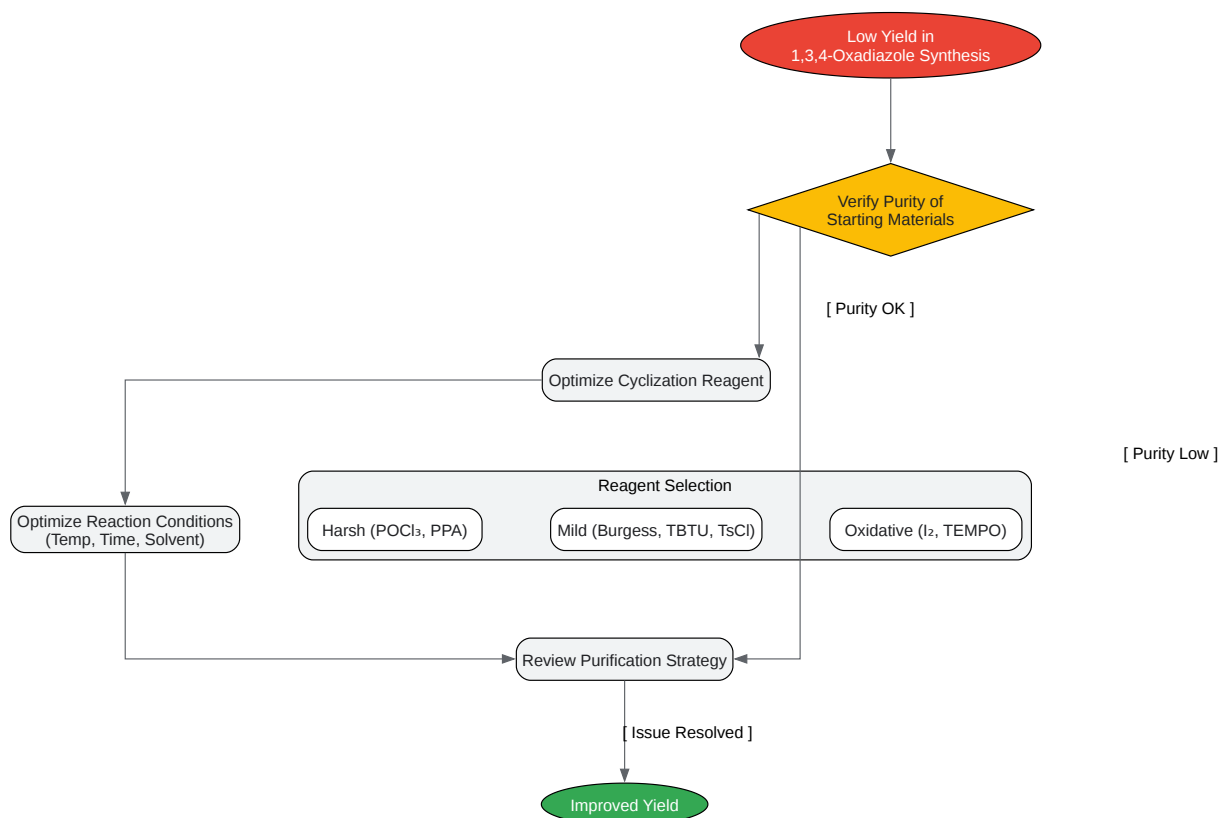 Low Yield in
1,3,4-Oxadiazole Synthesis
Verify Purity of
Starting Materials
[ Purity OK ]
Optimize Cyclization Reagent
[ Purity Low ]
Reagent Selection
Optimize Reaction Conditions
(Temp, Time, Solvent)
Harsh (POCl₃, PPA)
Mild (Burgess, TBTU, TsCl)
Oxidative (I₂, TEMPO)
Review Purification Strategy
[ Issue Resolved ]
Improved Yield